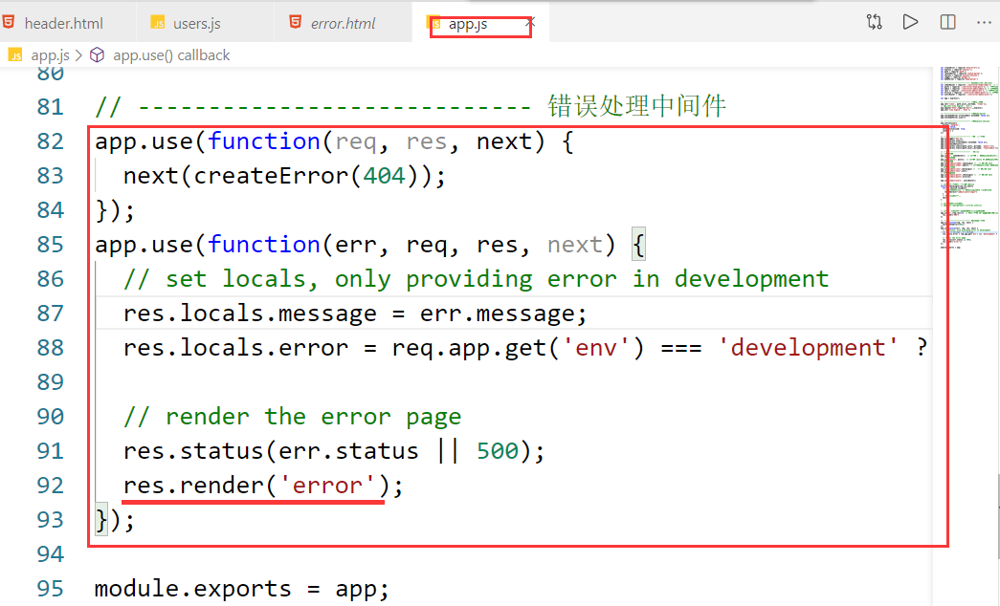 header.html JS users.js error.html JS app.js ×
JS app.js > app.use() callback
80
81 // ---------------------------- 错误处理中间件
82 app.use(function(req, res, next) {
83   next(createError(404));
84 });
85 app.use(function(err, req, res, next) {
86   // set locals, only providing error in development
87   res.locals.message = err.message;
88   res.locals.error = req.app.get('env') === 'development' ?
89
90   // render the error page
91   res.status(err.status || 500);
92   res.render('error');
93 });
94
95 module.exports = app;